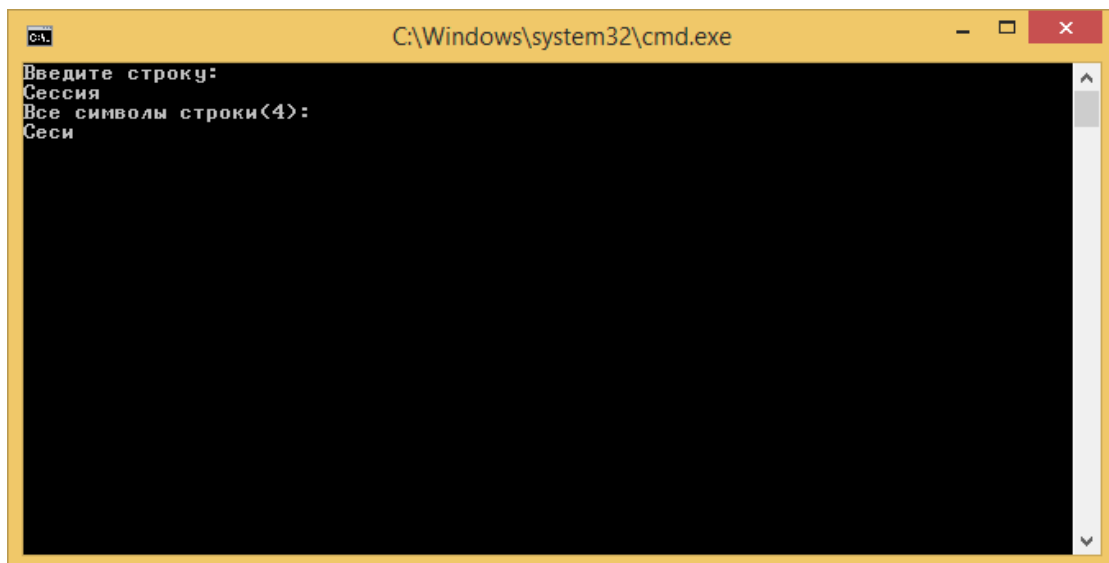 C:\Windows\system32\cmd.exe
Введите строку:
Сессия
Все символы строки(4):
Сеси